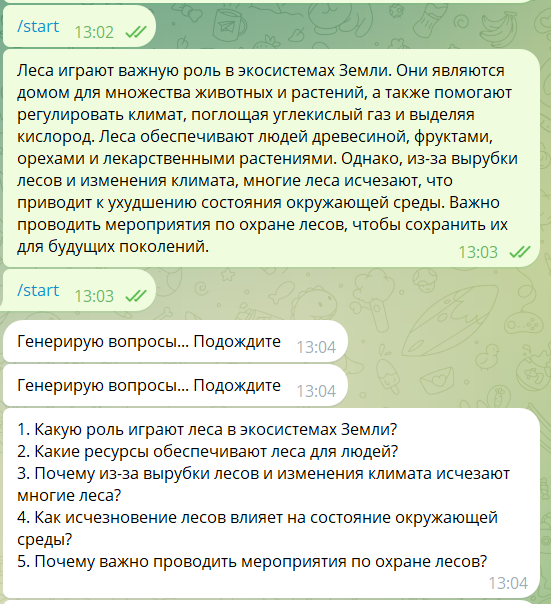 /start 13:02
Леса играют важную роль в экосистемах Земли. Они являются
домом для множества животных и растений, а также помогают
регулировать климат, поглощая углекислый газ и выделяя
кислород. Леса обеспечивают людей древесиной, фруктами,
орехами и лекарственными растениями. Однако, из-за вырубки
лесов и изменения климата, многие леса исчезают, что
приводит к ухудшению состояния окружающей среды. Важно
проводить мероприятия по охране лесов, чтобы сохранить их
для будущих поколений. 13:03
/start 13:03
Генерирую вопросы... Подождите 13:04
Генерирую вопросы... Подождите 13:04
1. Какую роль играют леса в экосистемах Земли?
2. Какие ресурсы обеспечивают леса для людей?
3. Почему из-за вырубки лесов и изменения климата исчезают
многие леса?
4. Как исчезновение лесов влияет на состояние окружающей
среды?
5. Почему важно проводить мероприятия по охране лесов?
13:04